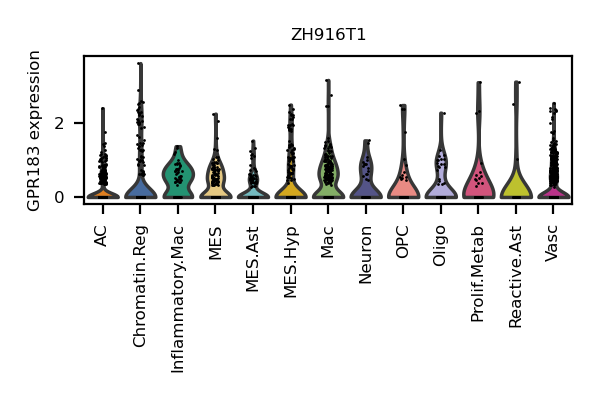 ZH916T1
GPR183 expression
2
0
AC
Chromatin.Reg
Inflammatory.Mac
MES
MES.Ast
MES.Hyp
Mac
Neuron
OPC
Oligo
Prolif.Metab
Reactive.Ast
Vasc